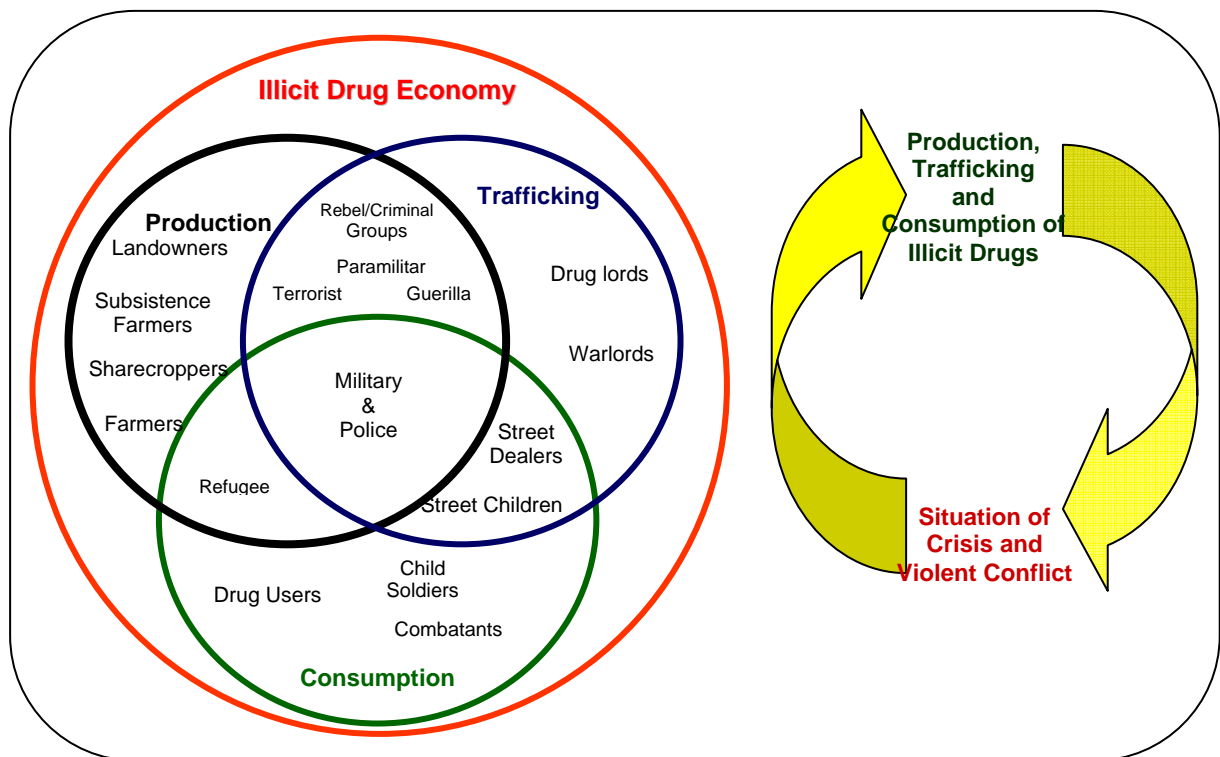 Illicit Drug Economy
Production
Landowners
Subsistence
Farmers
Sharecroppers
Farmers
Rebel/Criminal
Groups
Paramilitar
Terrorist
Guerilla
Trafficking
Drug lords
Warlords
Military
&
Police
Street
Dealers
Street Children
Refugee
Drug Users
Child
Soldiers
Combatants
Consumption
Production,
Trafficking
and
Consumption of
Illicit Drugs
Situation of
Crisis and
Violent Conflict